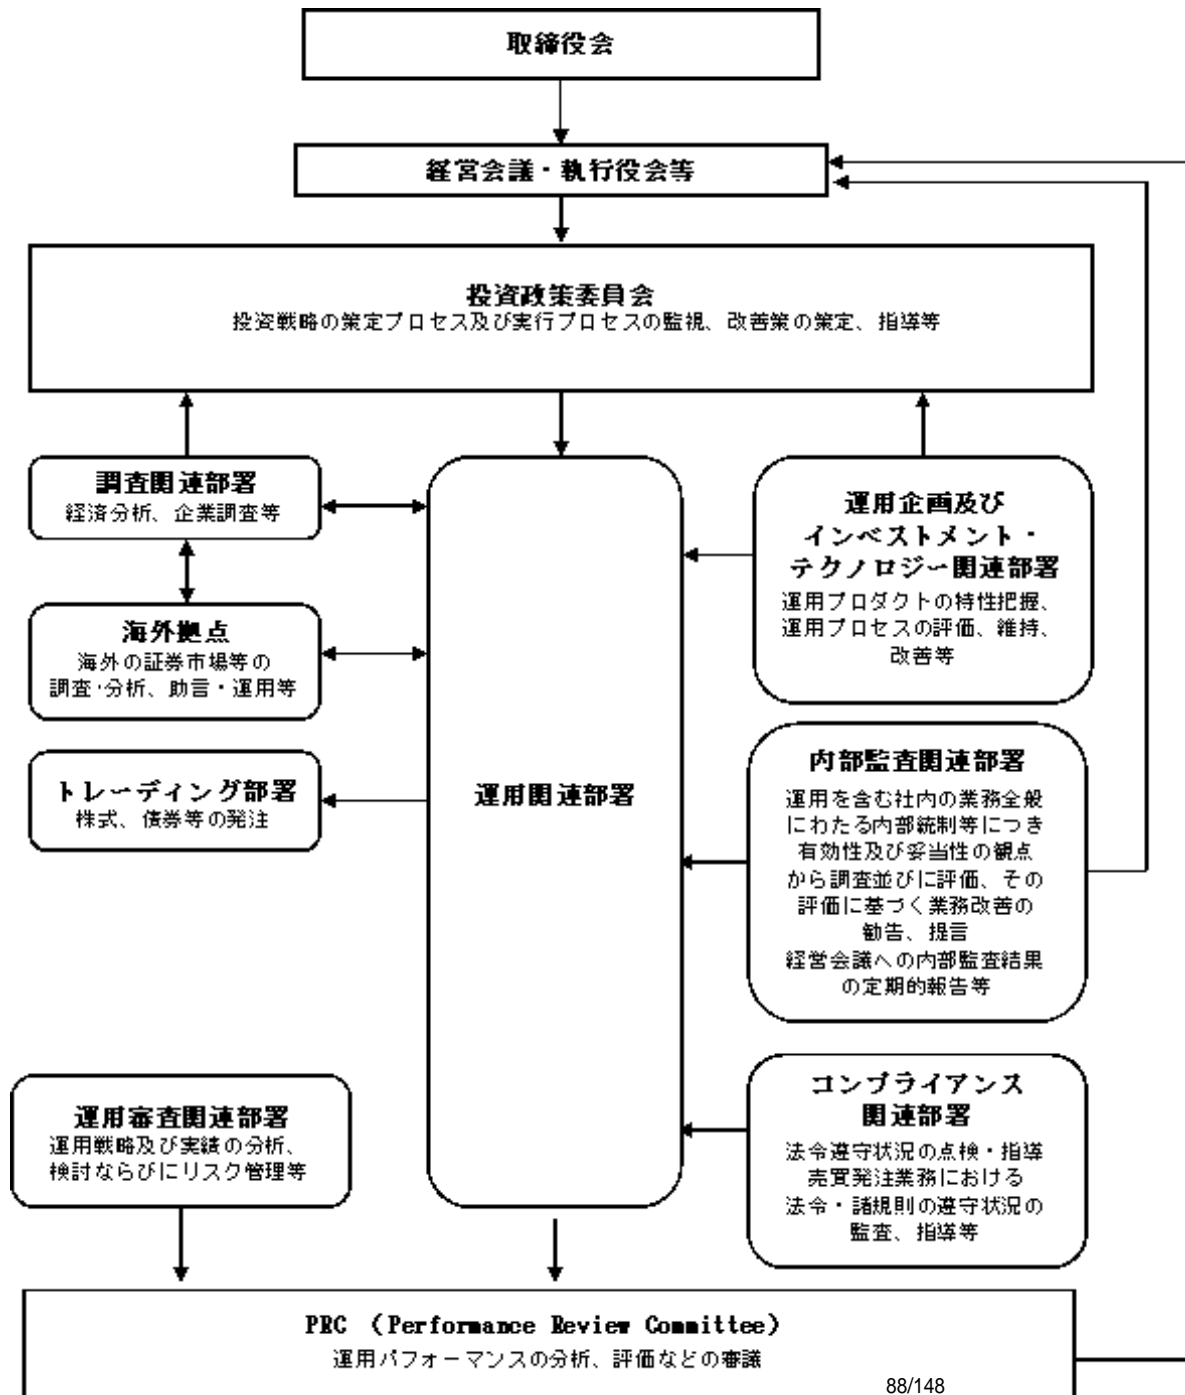 取締役会
経営会議・執行役会等
投資政策委員会
投資戦略の策定プロセス及び実行プロセスの監視、改善策の策定、指導等
調査関連部署
経済分析、企業調査等
海外拠点
海外の証券市場等の
調査・分析、助言・運用等
トレーディング部署
株式、債券等の発注
運用関連部署
運用企画及び
インベストメント・
テクノロジー関連部署
運用プロダクトの特性把握、
運用プロセスの評価、維持、
改善等
内部監査関連部署
運用を含む社内の業務全般
にわたる内部統制等につき
有効性及び妥当性の観点
から調査並びに評価、その
評価に基づく業務改善の
勧告、提言
経営会議への内部監査結果
の定期的報告等
コンプライアンス
関連部署
法令遵守状況の点検・指導
売買発注業務における
法令・諸規則の遵守状況の
監査、指導等
運用審査関連部署
運用戦略及び実績の分析、
検討ならびにリスク管理等
PRC （Performance Review Committee）
運用パフォーマンスの分析、評価などの審議
88/148